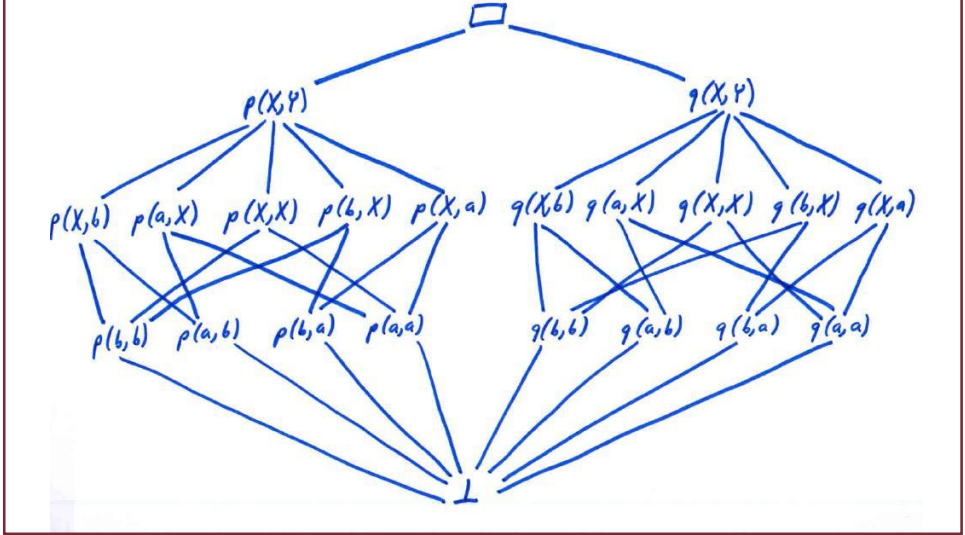 □
p(X,Y) q(X,Y)
p(X,b) p(a,X) p(X,X) p(b,X) p(X,a) q(X,b) q(a,X) q(X,X) q(b,X) q(X,a)
p(b,b) p(a,b) p(b,a) p(a,a) q(b,b) q(a,b) q(b,a) q(a,a)
⊥